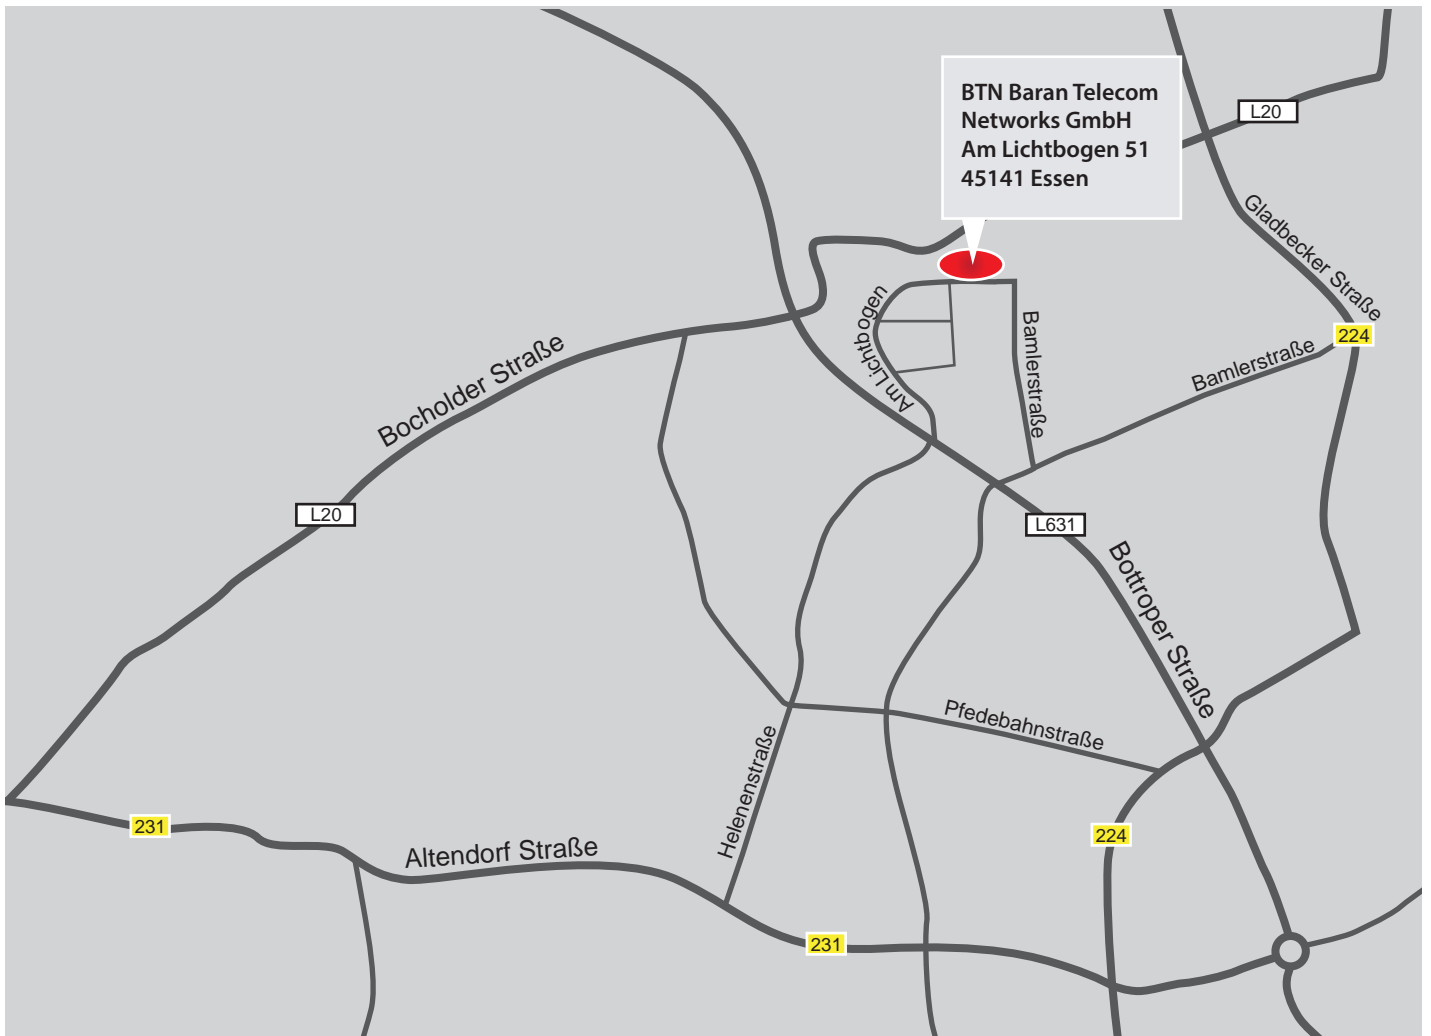 BTN Baran Telecom
Networks GmbH
Am Lichtbogen 51
45141 Essen
L20
Gladbecker Straße
224
Am Lichtbogen
Bamlerstraße
Bamlerstraße
Bocholder Straße
L20
L631
Bottroper Straße
Pfedebahnstraße
Helenenstraße
231
Altendorf Straße
224
231